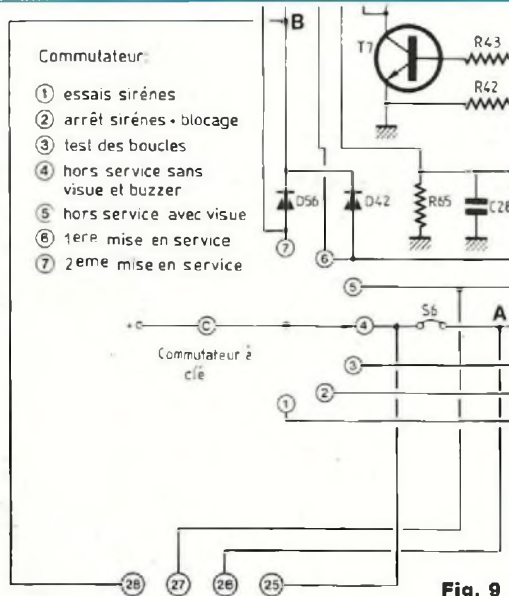 B
T7
R43
R42
Commutateur
① essais sirénes
② arrêt sirénes + blocage
③ test des boucles
④ hors service sans
visue et buzzer
⑤ hors service avec visue
⑥ 1ere mise en service
⑦ 2eme mise en service
D56
D42
R65
C28
⑦
⑥
⑤
S6
A
+
C
④
Commutateur à
clé
③
②
①
28
27
26
25
Fig. 9